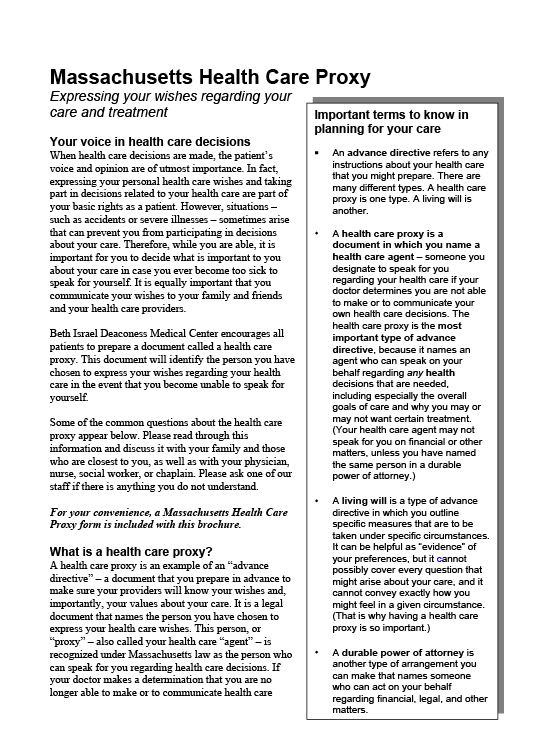 Massachusetts Health Care Proxy
Expressing your wishes regarding your
care and treatment
Your voice in health care decisions
When health care decisions are made, the patient’s
voice and opinion are of utmost importance. In fact,
expressing your personal health care wishes and taking
part in decisions related to your health care are part of
your basic rights as a patient. However, situations –
such as accidents or severe illnesses – sometimes arise
that can prevent you from participating in decisions
about your care. Therefore, while you are able, it is
important for you to decide what is important to you
about your care in case you ever become too sick to
speak for yourself. It is equally important that you
communicate your wishes to your family and friends
and your health care providers.
Beth Israel Deaconess Medical Center encourages all
patients to prepare a document called a health care
proxy. This document will identify the person you have
chosen to express your wishes regarding your health
care in the event that you become unable to speak for
yourself.
Some of the common questions about the health care
proxy appear below. Please read through this
information and discuss it with your family and those
who are closest to you, as well as with your physician,
nurse, social worker, or chaplain. Please ask one of our
staff if there is anything you do not understand.
For your convenience, a Massachusetts Health Care
Proxy form is included with this brochure.
What is a health care proxy?
A health care proxy is an example of an “advance
directive” – a document that you prepare in advance to
make sure your providers will know your wishes and,
importantly, your values about your care. It is a legal
document that names the person you have chosen to
express your health care wishes. This person, or
“proxy” – also called your health care “agent” – is
recognized under Massachusetts law as the person who
can speak for you regarding health care decisions. If
your doctor makes a determination that you are no
longer able to make or to communicate health care
Important terms to know in
planning for your care
▪ An advance directive refers to any
instructions about your health care
that you might prepare. There are
many different types. A health care
proxy is one type. A living will is
another.
• A health care proxy is a
document in which you name a
health care agent – someone you
designate to speak for you
regarding your health care if your
doctor determines you are not able
to make or to communicate your
own health care decisions. The
health care proxy is the most
important type of advance
directive, because it names an
agent who can speak on your
behalf regarding any health
decisions that are needed,
including especially the overall
goals of care and why you may or
may not want certain treatment.
(Your health care agent may not
speak for you on financial or other
matters, unless you have named
the same person in a durable
power of attorney.)
• A living will is a type of advance
directive in which you outline
specific measures that are to be
taken under specific circumstances.
It can be helpful as “evidence” of
your preferences, but it cannot
possibly cover every question that
might arise about your care, and it
cannot convey exactly how you
might feel in a given circumstance.
(That is why having a health care
proxy is so important.)
• A durable power of attorney is
another type of arrangement you
can make that names someone
who can act on your behalf
regarding financial, legal, and other
matters.